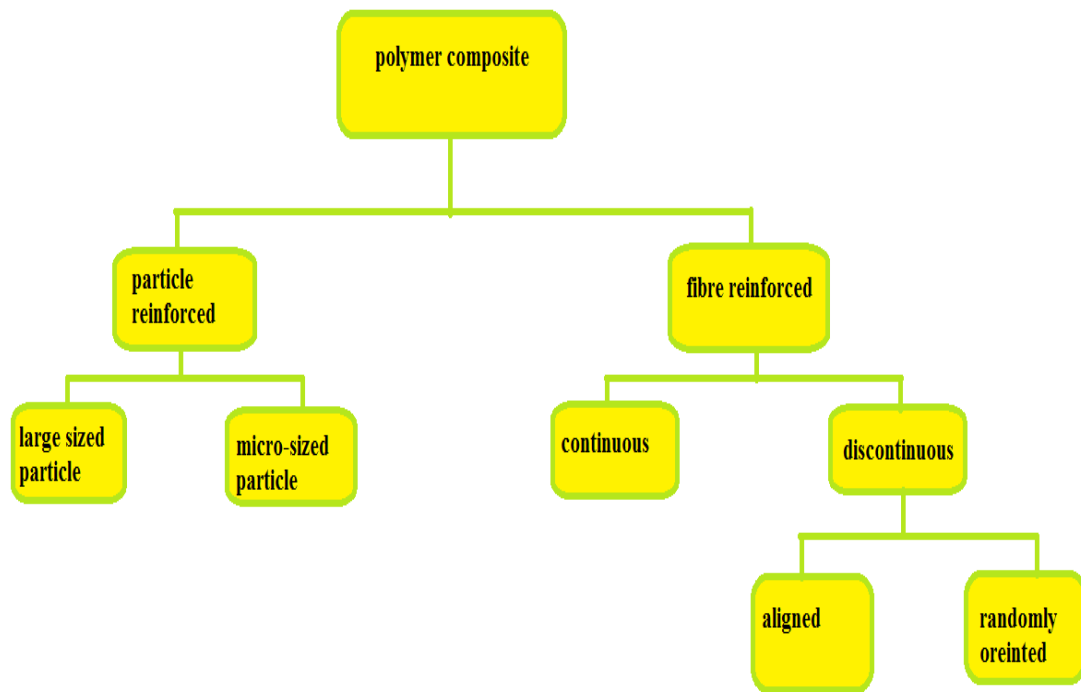 polymer composite
particle
reinforced
fibre reinforced
large sized
particle
micro-sized
particle
continuous
discontinuous
aligned
randomly
oreinted